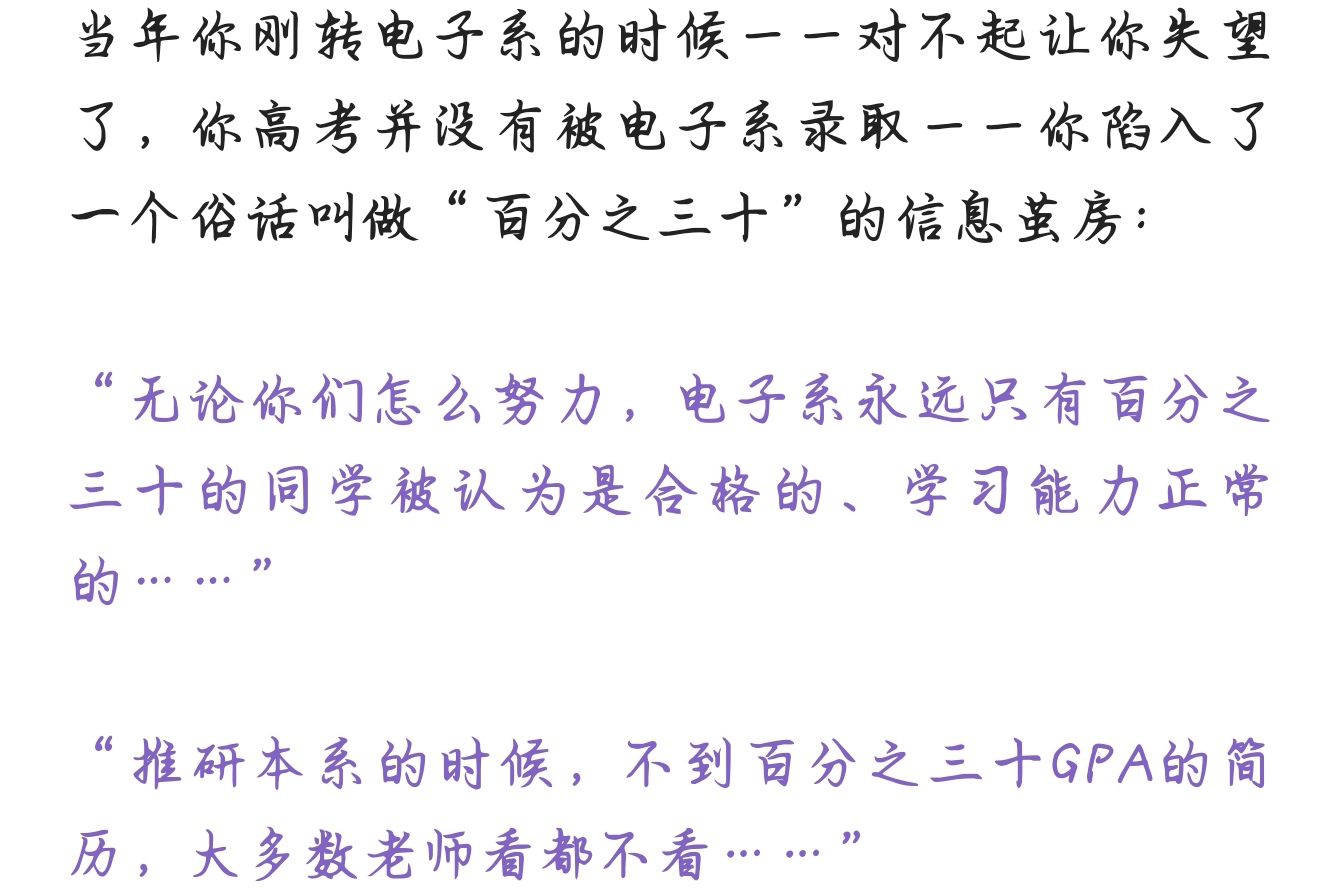 当年你刚转电子系的时候——对不起让你失望
了，你高考并没有被电子系录取——你陷入了
一个俗话叫做“百分之三十”的信息茧房：
“无论你们怎么努力，电子系永远只有百分之
三十的同学被认为是合格的、学习能力正常
的……”
“推研本系的时候，不到百分之三十GPA的简
历，大多数老师看都不看……”